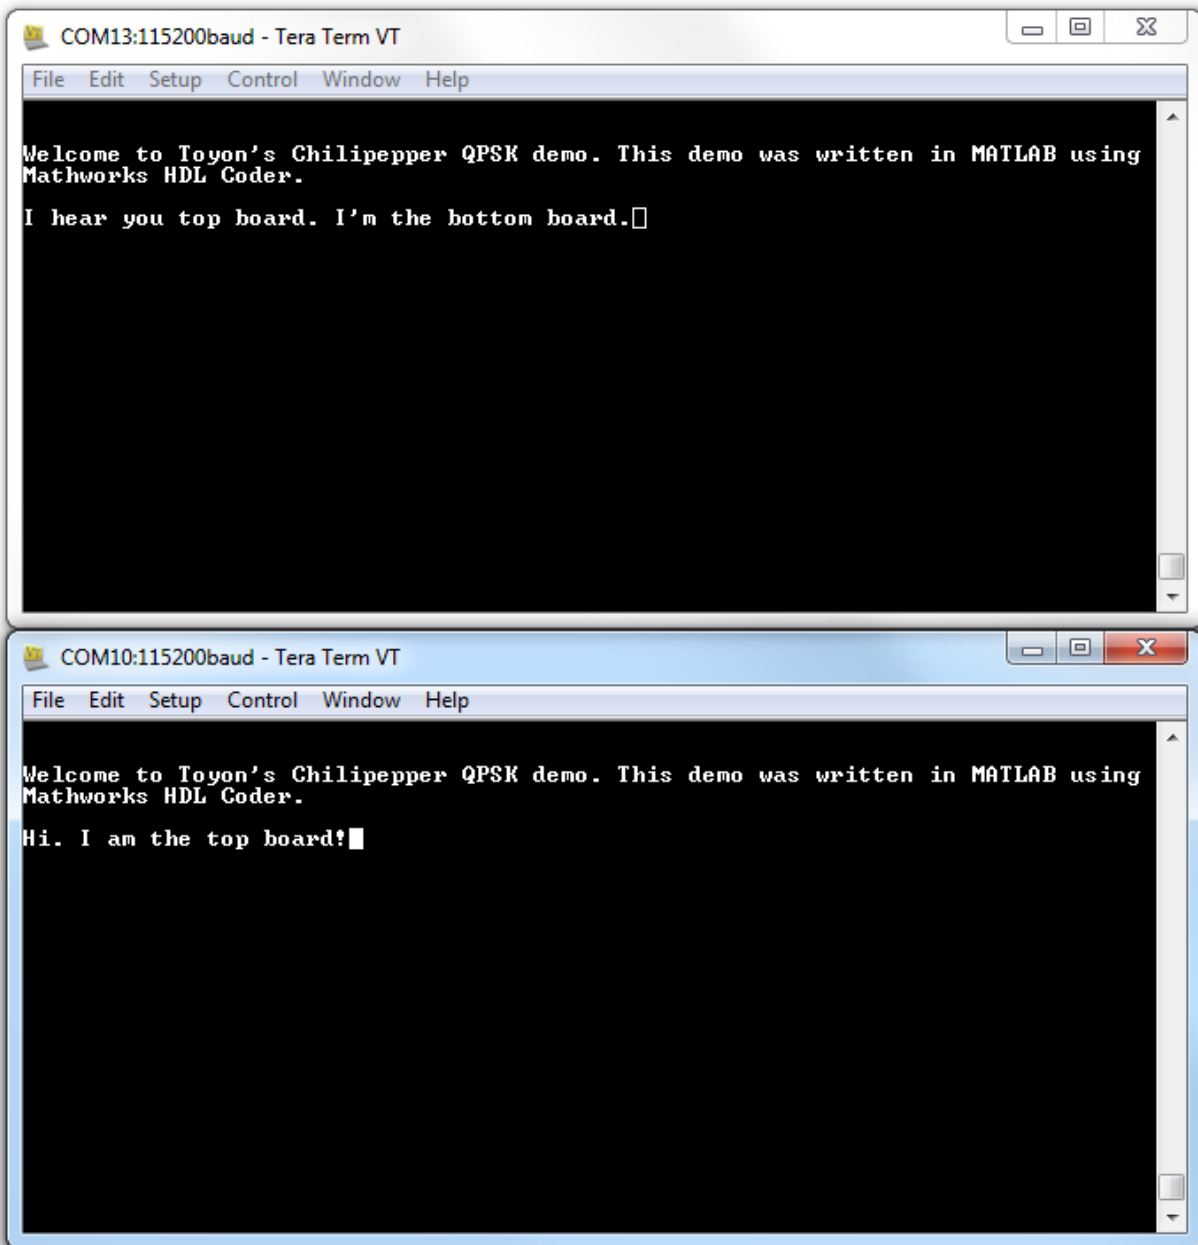 COM13:115200baud - Tera Term VT
File Edit Setup Control Window Help
Welcome to Toyon's Chilipepper QPSK demo. This demo was written in MATLAB using
Mathworks HDL Coder.
I hear you top board. I'm the bottom board.
COM10:115200baud - Tera Term VT
File Edit Setup Control Window Help
Welcome to Toyon's Chilipepper QPSK demo. This demo was written in MATLAB using
Mathworks HDL Coder.
Hi. I am the top board!